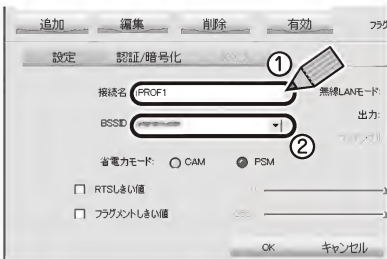 追加 編集 削除 有効 プラグ
設定 認証/暗号化
①
接続名 PROF1 無線LANモード:
出力:
BSSID
②
省電力モード: CAM PSM
RTSしきい値
フラグメントしきい値
OK キャンセル